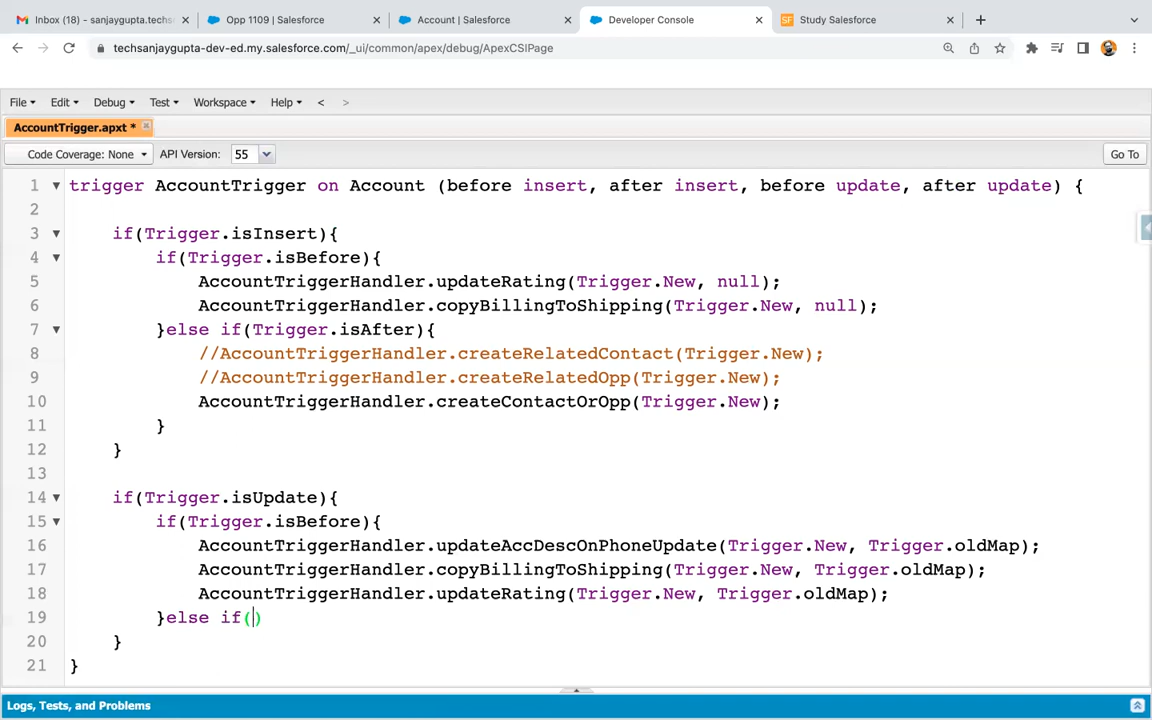 Inbox (18) - sanjaygupta.techs
Opp 1109 | Salesforce
Account | Salesforce
Developer Console
SF Study Salesforce
techsanjaygupta-dev-ed.my.salesforce.com/_ui/common/apex/debug/ApexCSIPage
File Edit Debug Test Workspace Help < >
AccountTrigger.apxt *
Code Coverage: None API Version: 55 Go To
1 trigger AccountTrigger on Account (before insert, after insert, before update, after update) {
2
3 if(Trigger.isInsert){
4 if(Trigger.isBefore){
5 AccountTriggerHandler.updateRating(Trigger.New, null);
6 AccountTriggerHandler.copyBillingToShipping(Trigger.New, null);
7 }else if(Trigger.isAfter){
8 //AccountTriggerHandler.createRelatedContact(Trigger.New);
9 //AccountTriggerHandler.createRelatedOpp(Trigger.New);
10 AccountTriggerHandler.createContactOrOpp(Trigger.New);
11 }
12 }
13
14 if(Trigger.isUpdate){
15 if(Trigger.isBefore){
16 AccountTriggerHandler.updateAccDescOnPhoneUpdate(Trigger.New, Trigger.oldMap);
17 AccountTriggerHandler.copyBillingToShipping(Trigger.New, Trigger.oldMap);
18 AccountTriggerHandler.updateRating(Trigger.New, Trigger.oldMap);
19 }else if()
20 }
21 }
Logs, Tests, and Problems